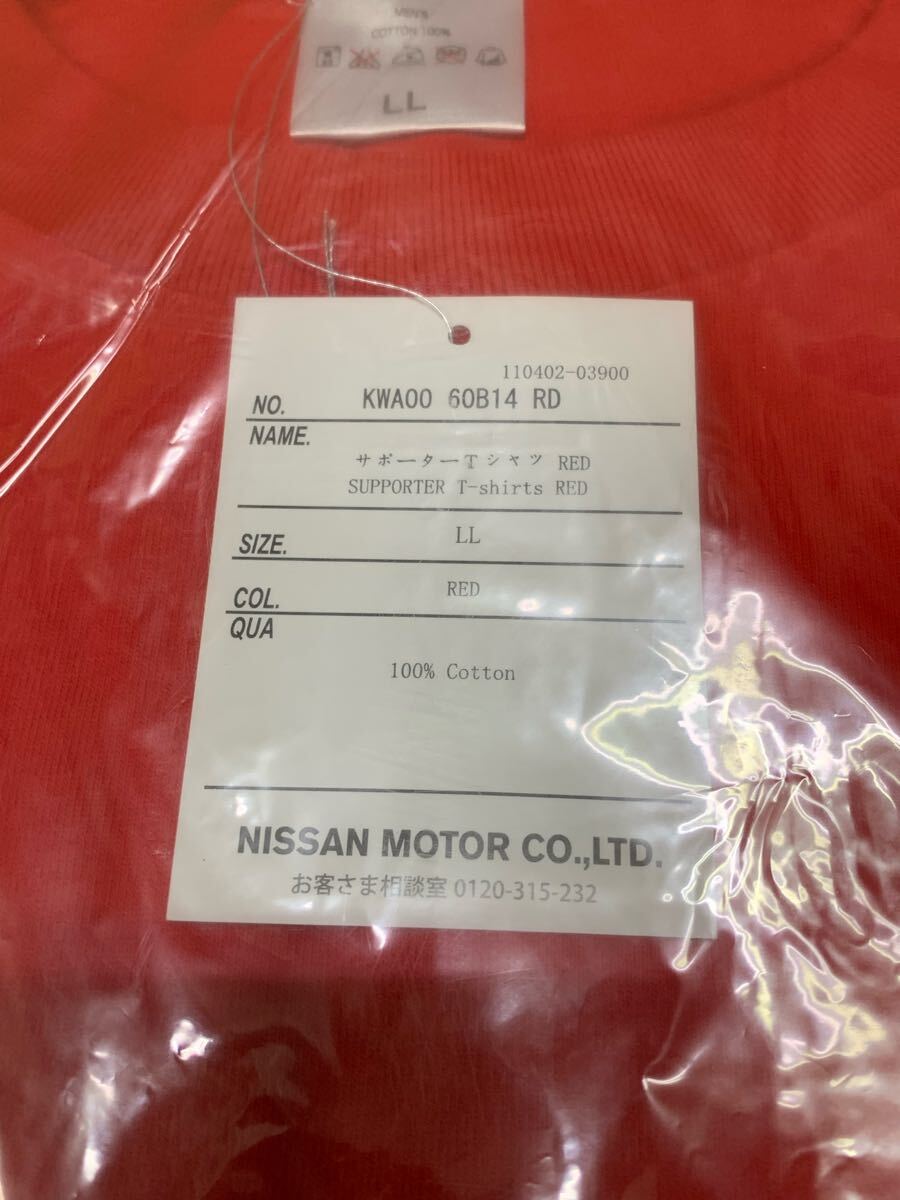 MEN'S
COTTON 100%
LL
110402-03900
NO. KWA00 60B14 RD
NAME.
サポーターTシャツ RED
SUPPORTER T-shirts RED
SIZE. LL
COL. RED
QUA
100% Cotton
NISSAN MOTOR CO.,LTD.
お客さま相談室 0120-315-232